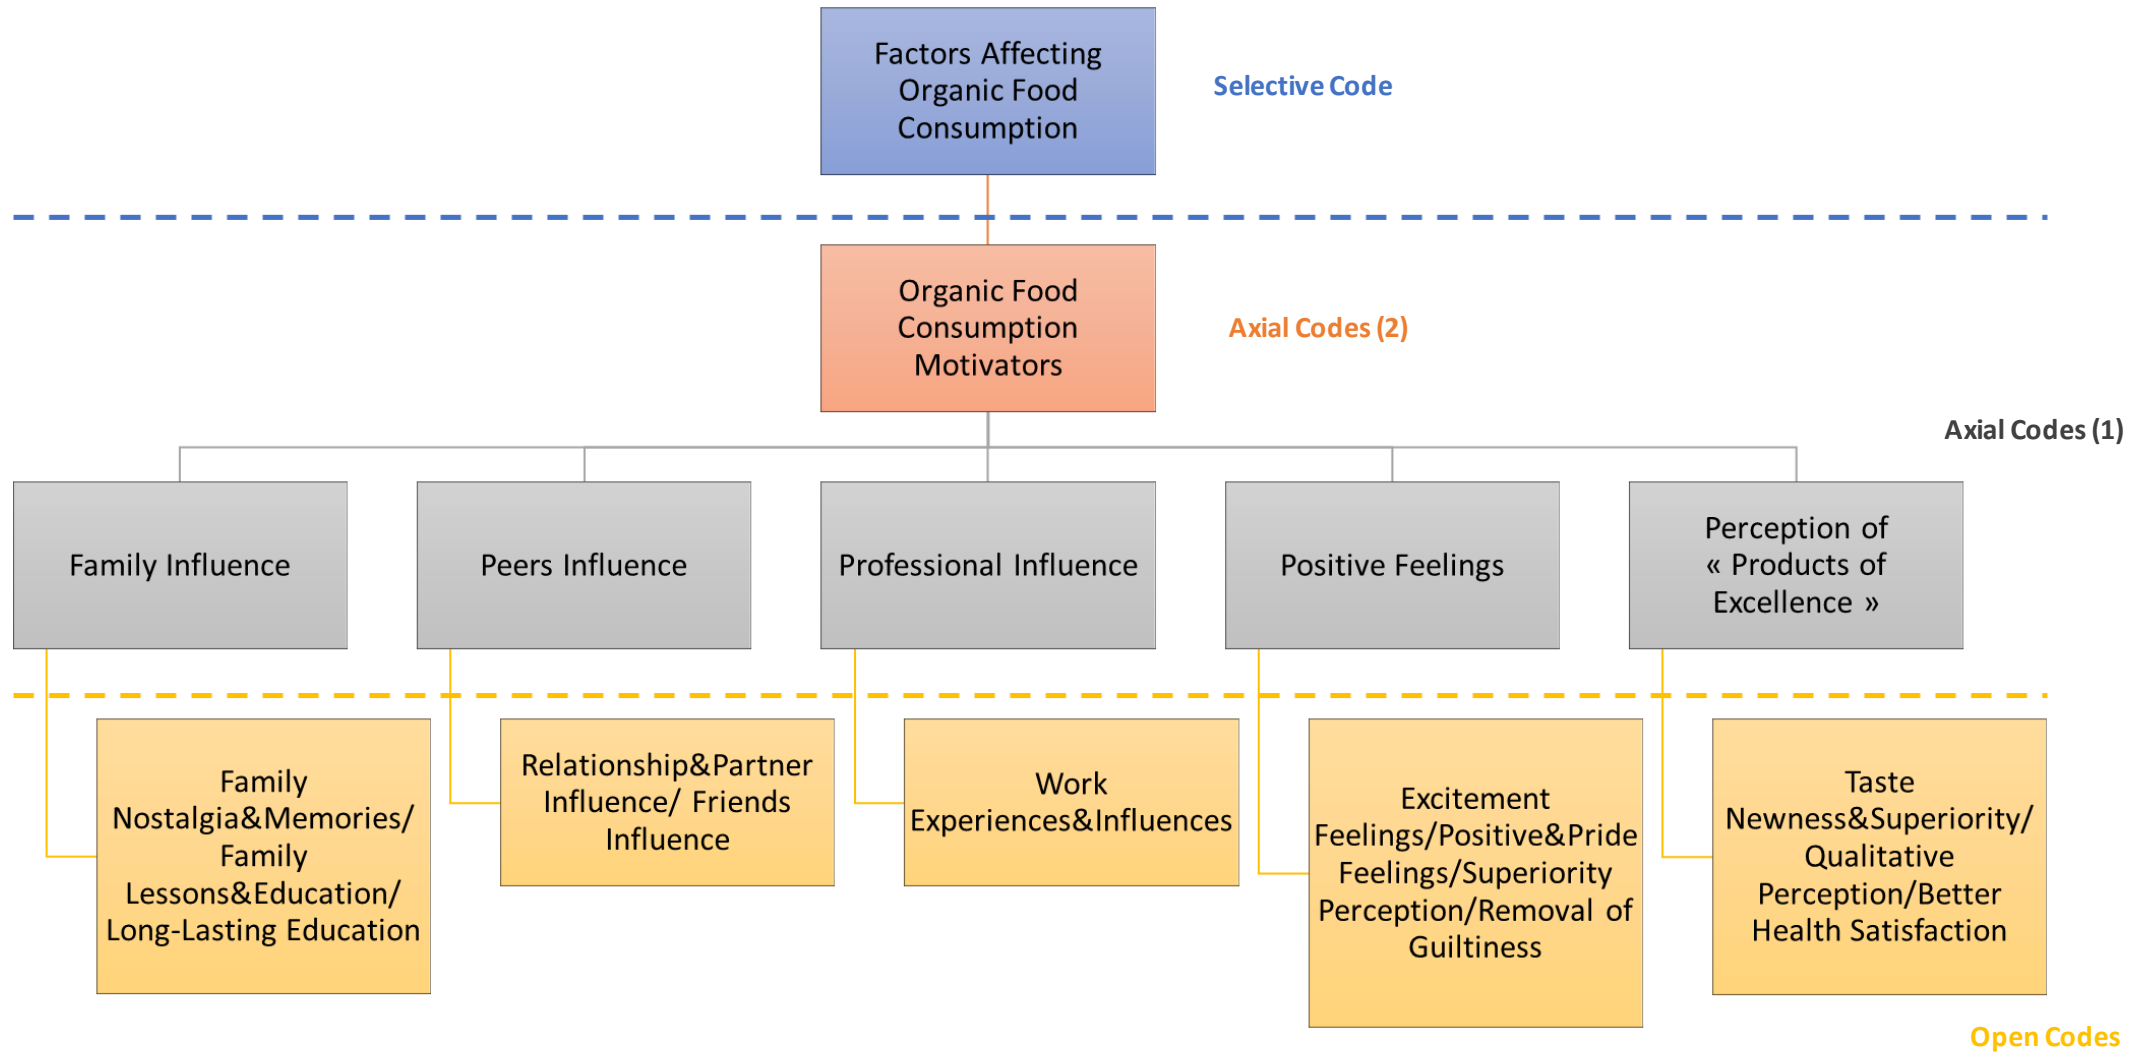 Factors Affecting
Organic Food
Consumption
Selective Code
Organic Food
Consumption
Motivators
Axial Codes (2)
Axial Codes (1)
Family Influence
Peers Influence
Professional Influence
Positive Feelings
Perception of
« Products of
Excellence »
Family
Nostalgia&Memories/
Family
Lessons&Education/
Long-Lasting Education
Relationship&Partner
Influence/ Friends
Influence
Work
Experiences&Influences
Excitement
Feelings/Positive&Pride
Feelings/Superiority
Perception/Removal of
Guiltiness
Taste
Newness&Superiority/
Qualitative
Perception/Better
Health Satisfaction
Open Codes